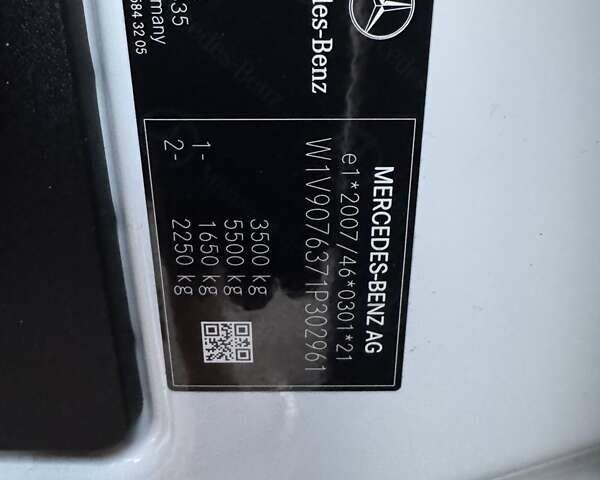 des-Benz
35
many
684 32 05
MERCEDES-BENZ AG
e1*2007/46*0301*21
W1V9076371P302961
3500 kg
5500 kg
1- 1650 kg
2- 2250 kg